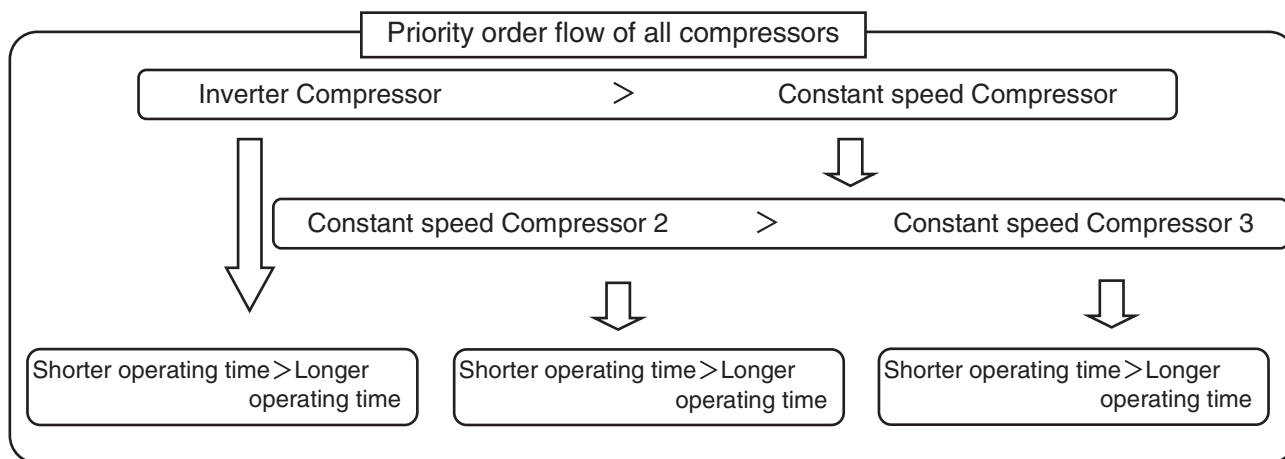 Priority order flow of all compressors
Inverter Compressor > Constant speed Compressor
Constant speed Compressor 2 > Constant speed Compressor 3
Shorter operating time>Longer
operating time
Shorter operating time>Longer
operating time
Shorter operating time>Longer
operating time